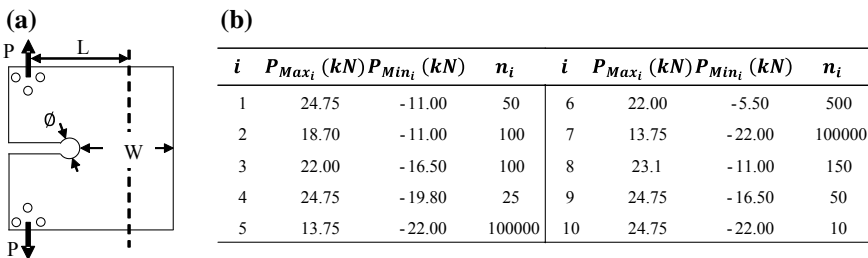 (a)
P
L
Ø
W
P
(b)
i P_{Max_i} (kN) P_{Min_i} (kN) n_i i P_{Max_i} (kN) P_{Min_i} (kN) n_i
1 24.75 -11.00 50 6 22.00 -5.50 500
2 18.70 -11.00 100 7 13.75 -22.00 100000
3 22.00 -16.50 100 8 23.1 -11.00 150
4 24.75 -19.80 25 9 24.75 -16.50 50
5 13.75 -22.00 100000 10 24.75 -22.00 10